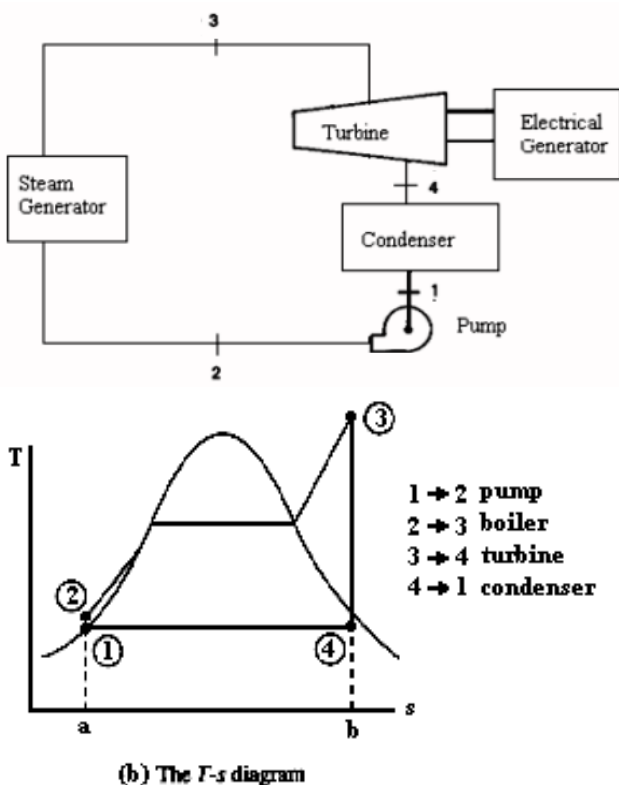 3
Turbine
Electrical
Generator
Steam
Generator
4
Condenser
1
Pump
2
T
3
1 → 2 pump
2 → 3 boiler
3 → 4 turbine
4 → 1 condenser
2
1
4
a
b
s
(b) The T-s diagram